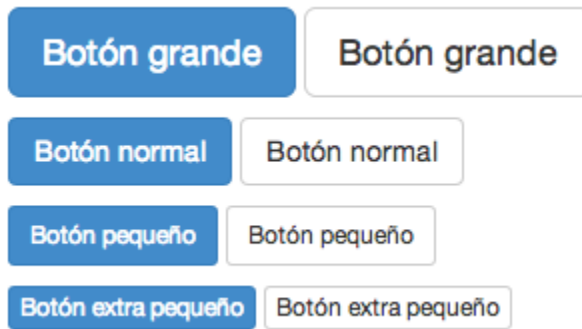 Botón grande Botón grande
Botón normal Botón normal
Botón pequeño Botón pequeño
Botón extra pequeño Botón extra pequeño